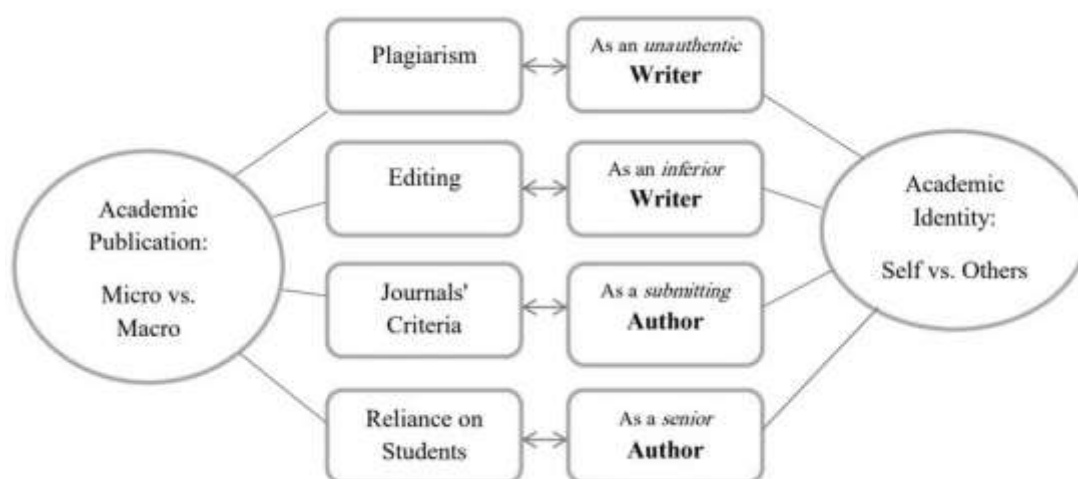 Academic
Publication:
Micro vs.
Macro
Plagiarism
As an unauthentic
Writer
Editing
As an inferior
Writer
Journals'
Criteria
As a submitting
Author
Reliance on
Students
As a senior
Author
Academic
Identity:
Self vs. Others